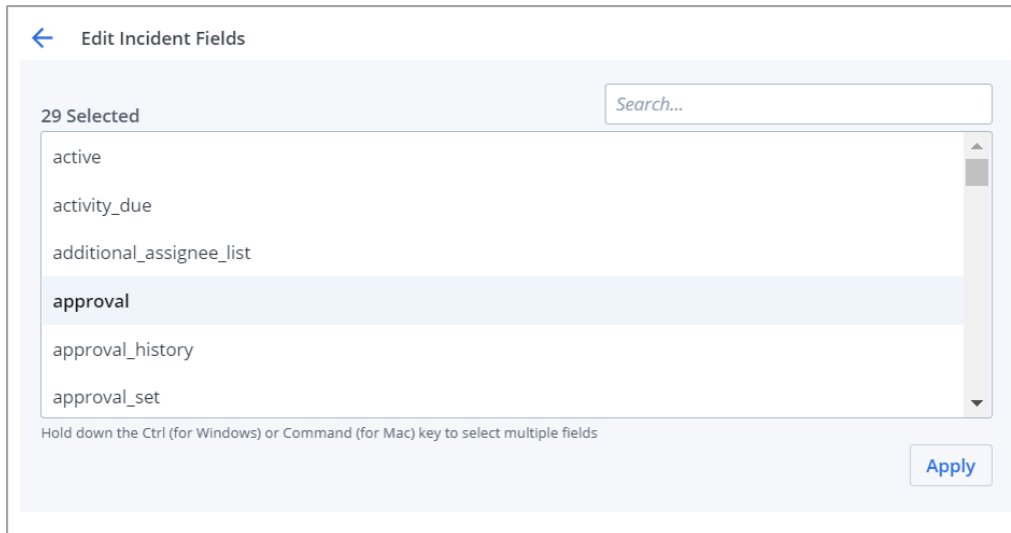 Edit Incident Fields
29 Selected
Search...
active
activity_due
additional_assignee_list
approval
approval_history
approval_set
Hold down the Ctrl (for Windows) or Command (for Mac) key to select multiple fields
Apply